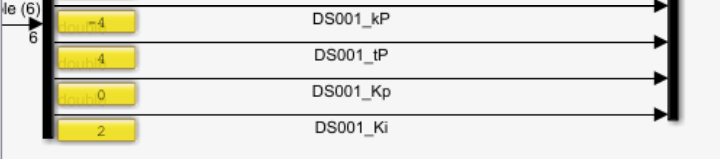 le (6)
-4 DS001_kP
6
4 DS001_tP
0 DS001_Kp
2 DS001_Ki